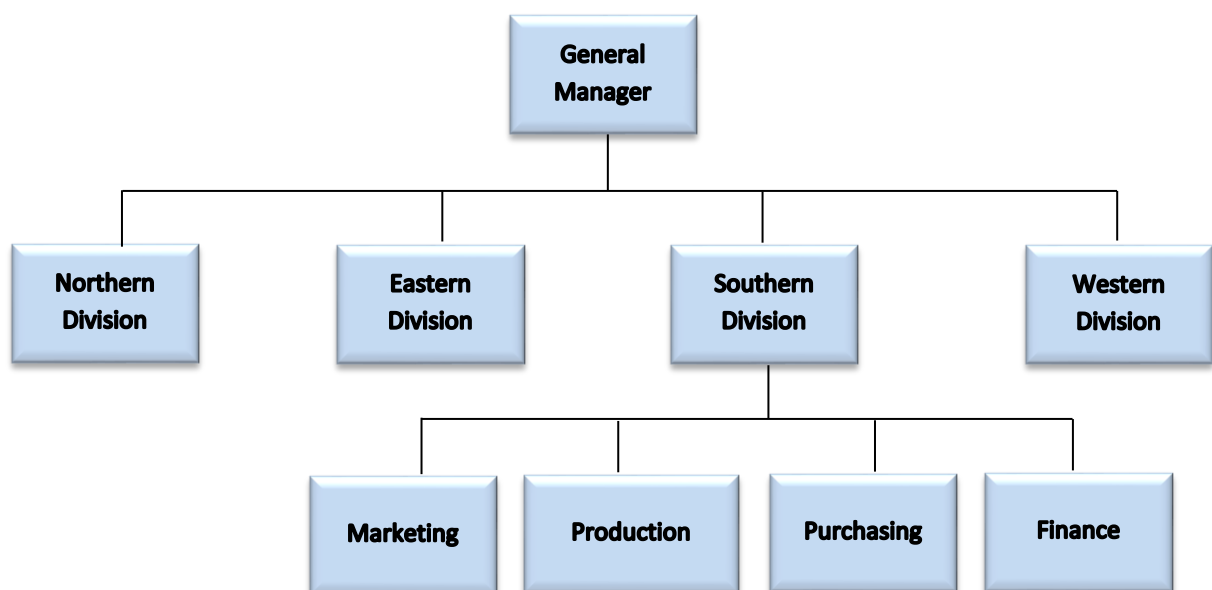 General
Manager
Northern
Division
Eastern
Division
Southern
Division
Western
Division
Marketing
Production
Purchasing
Finance